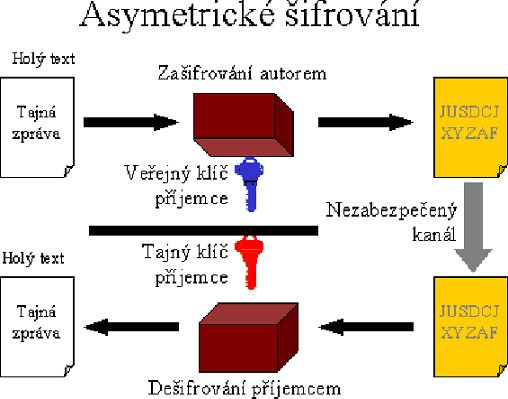 Asymetrické šifrování
Holý text
Zašifrování autorem
Tajná
zpráva
JUSDCJ
XYZAF
Veřejný klíč
příjemce
Nezabezpečený
kanál
Holý text
Tajný klíč
příjemce
Tajná
zpráva
JUSDCJ
XYZAF
Dešifrování příjemcem